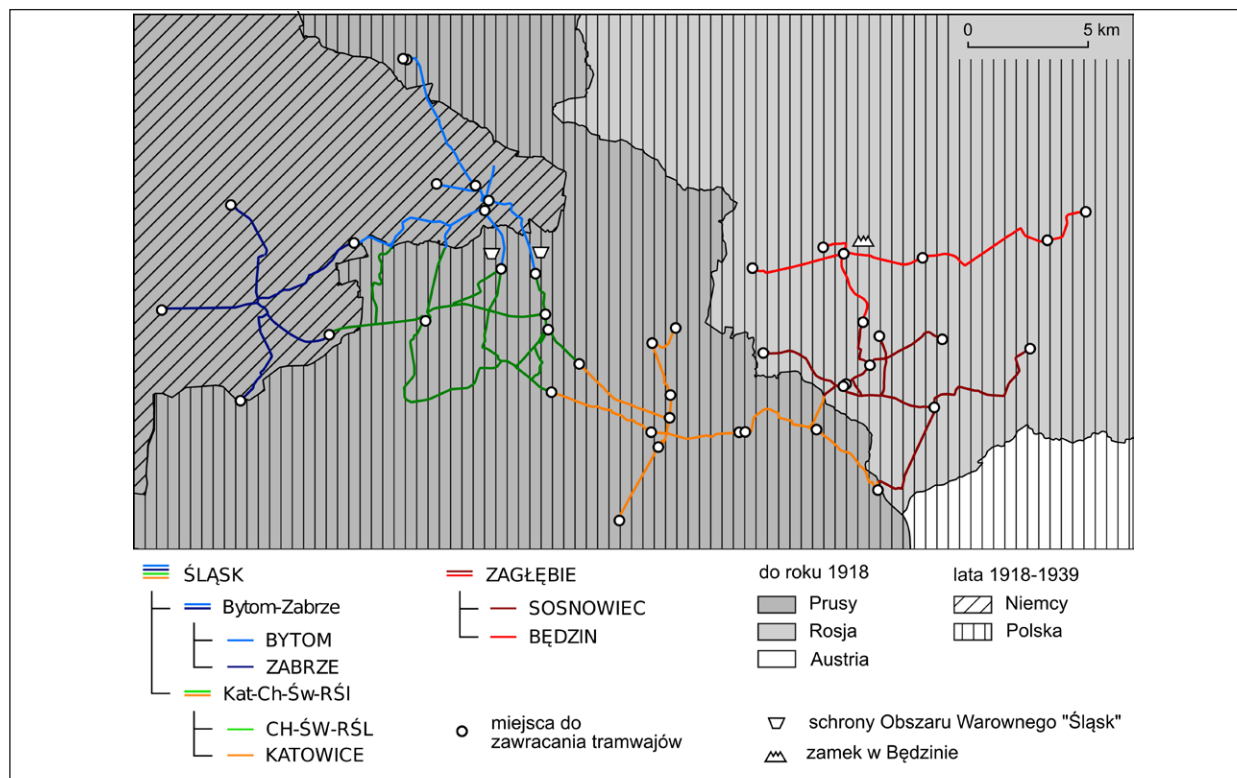 0 5 km
ŚLĄSK
Bytom-Zabrze
BYTOM
ZABRZE
Kat-Ch-Św-RŚl
CH-ŚW-RŚL
KATOWICE
ZAGŁĘBIE
SOSNOWIEC
BĘDZIN
miejsca do
zawracania tramwajów
do roku 1918
Prusy
Rosja
Austria
lata 1918-1939
Niemcy
Polska
schrony Obszaru Warownego "Śląsk"
zamek w Będzinie